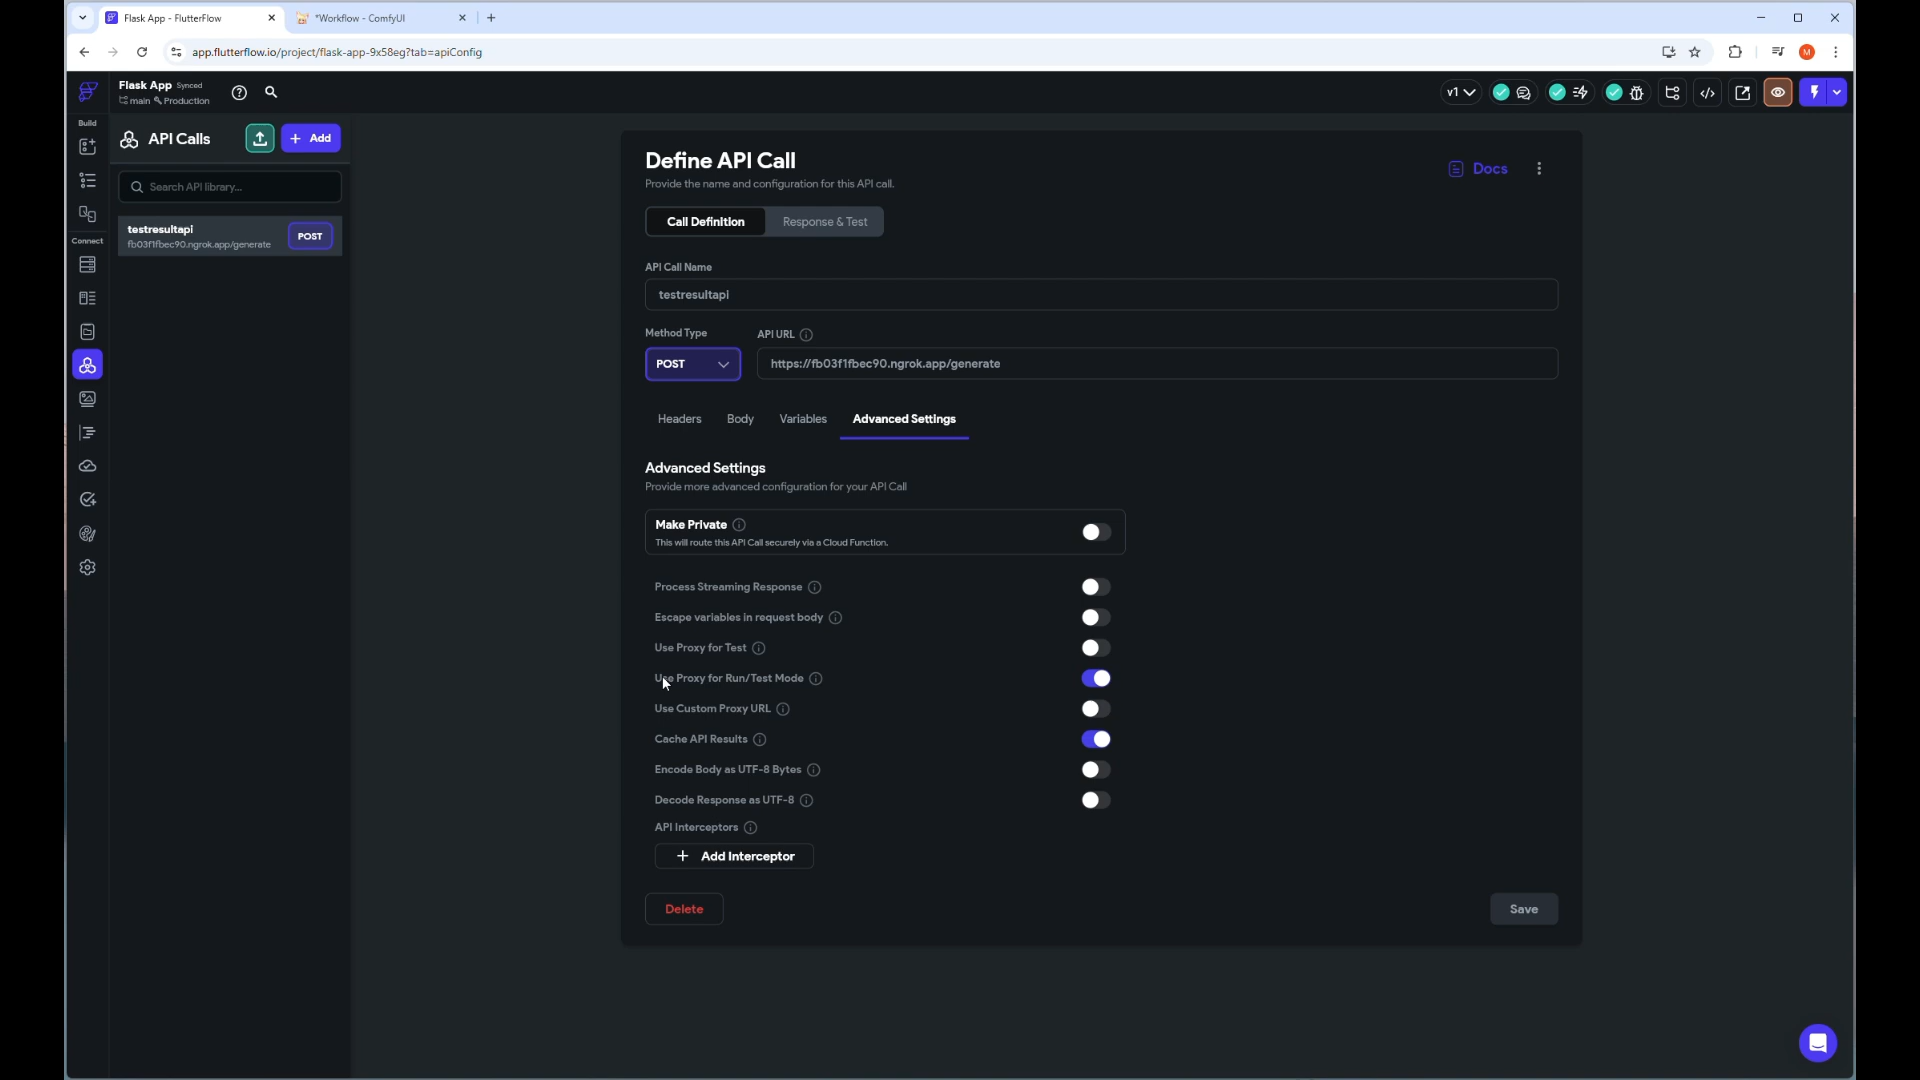 Flask App - FlutterFlow
*Workflow - ComfyUI
app.flutterflow.io/project/flask-app-9x58eg?tab=apiConfig
M
Flask App Synced
main Production
v1
Build
API Calls
Add
Search API library...
testresultapi
fb03f1fbec90.ngrok.app/generate
POST
Connect
Define API Call
Provide the name and configuration for this API call.
Docs
Call Definition
Response & Test
API Call Name
testresultapi
Method Type
API URL
POST
https://fb03f1fbec90.ngrok.app/generate
Headers
Body
Variables
Advanced Settings
Advanced Settings
Provide more advanced configuration for your API Call
Make Private
This will route this API Call securely via a Cloud Function.
Process Streaming Response
Escape variables in request body
Use Proxy for Test
Use Proxy for Run/Test Mode
Use Custom Proxy URL
Cache API Results
Encode Body as UTF-8 Bytes
Decode Response as UTF-8
API Interceptors
Add Interceptor
Delete
Save